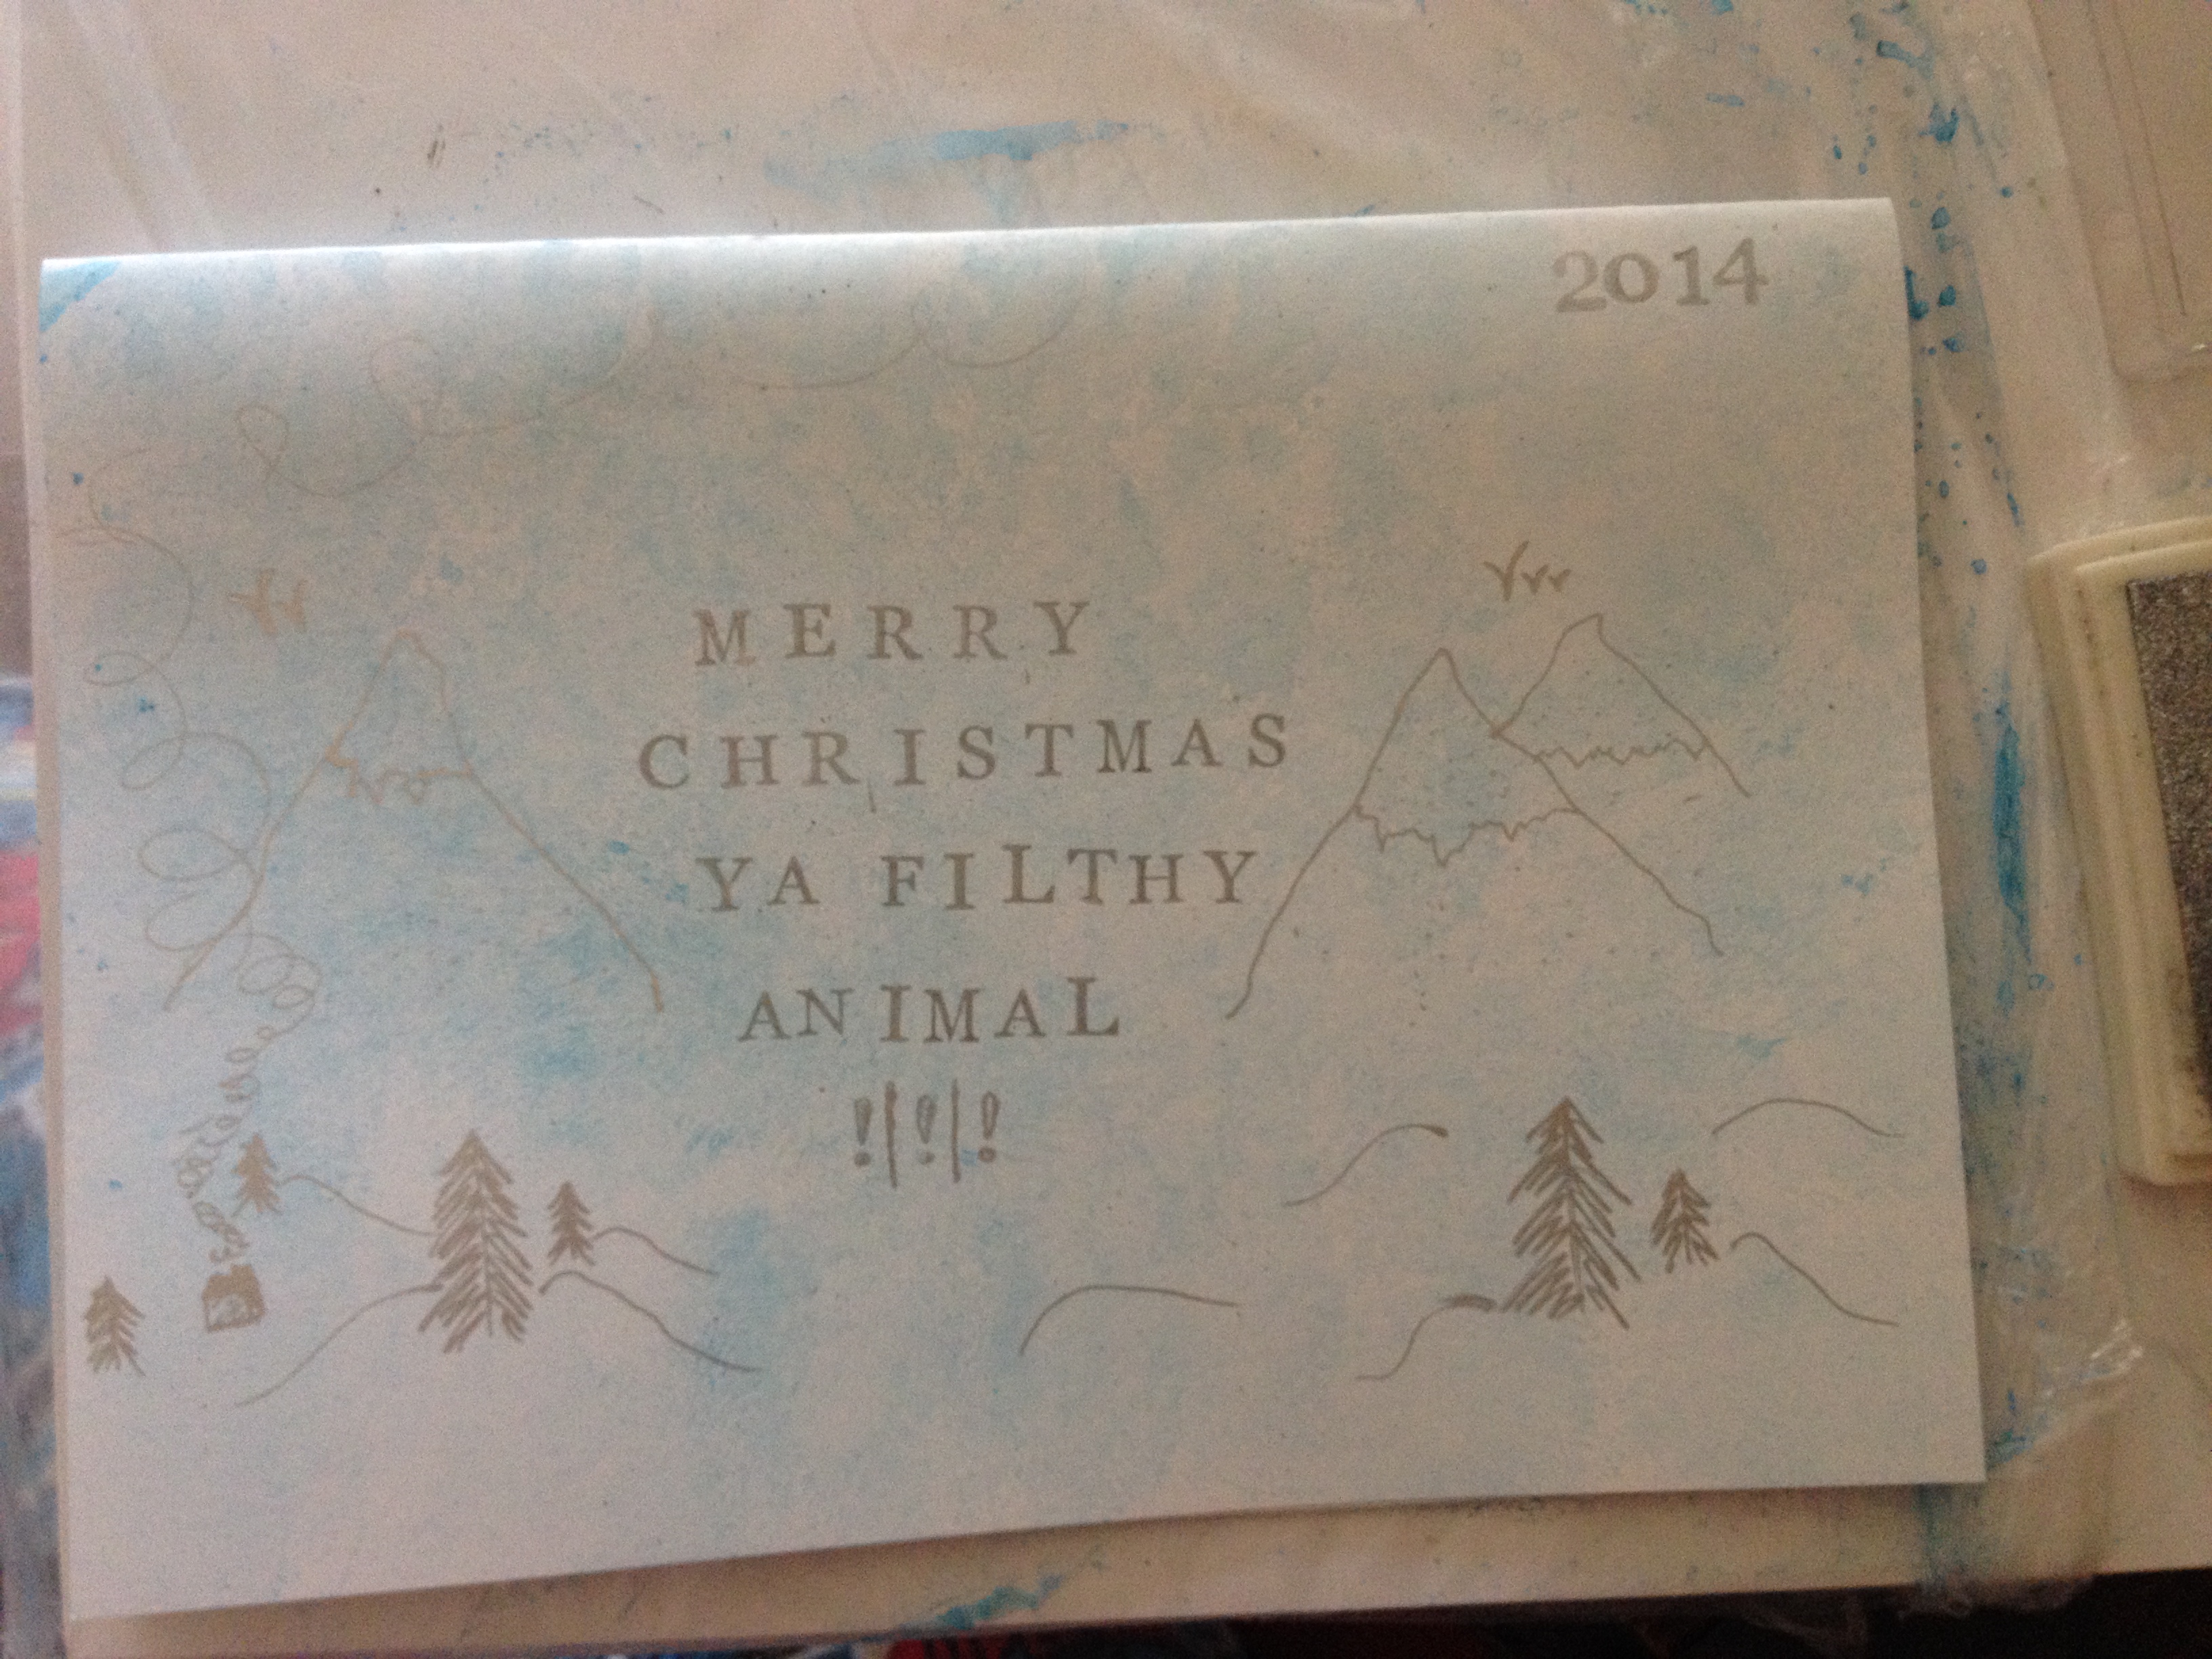 2014
MERRY
CHRISTMAS
YA FILTHY
ANIMAL
!|!|!